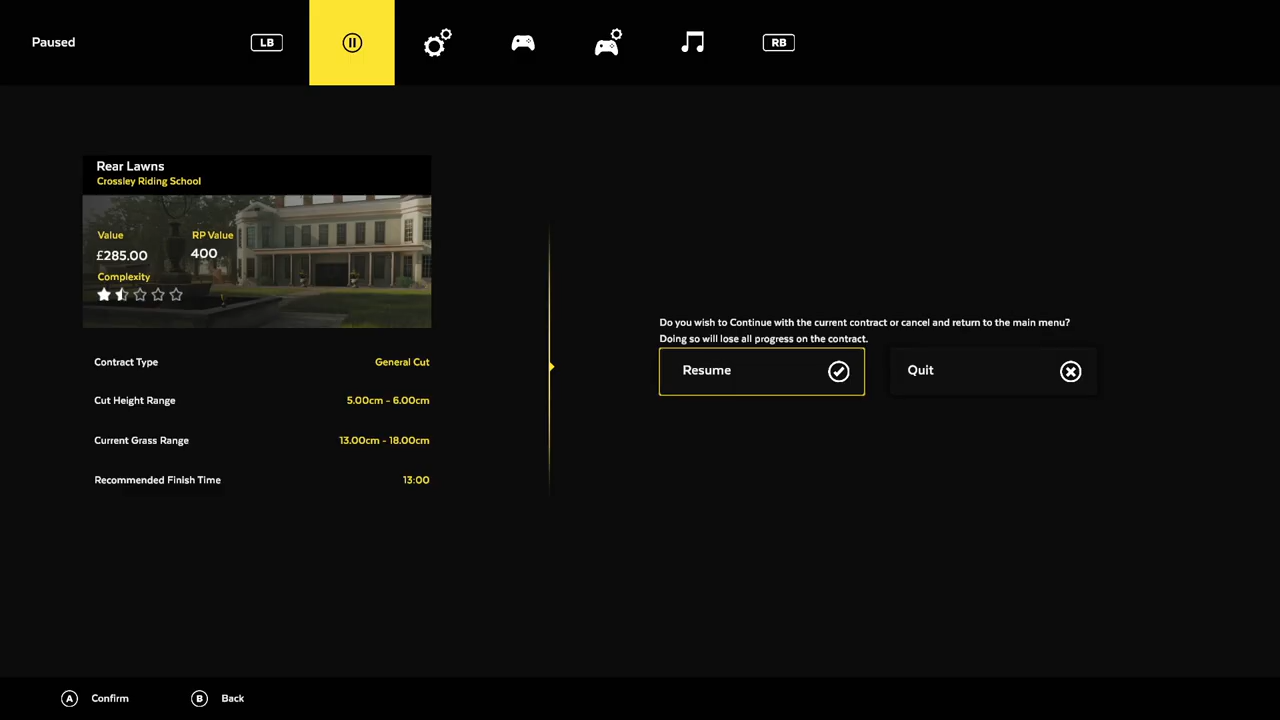 Paused
LB
RB
Rear Lawns
Crossley Riding School
Value
RP Value
£285.00
400
Complexity
Contract Type
General Cut
Cut Height Range
5.00cm - 6.00cm
Current Grass Range
13.00cm - 18.00cm
Recommended Finish Time
13:00
Do you wish to Continue with the current contract or cancel and return to the main menu?
Doing so will lose all progress on the contract.
Resume
Quit
A Confirm
B Back